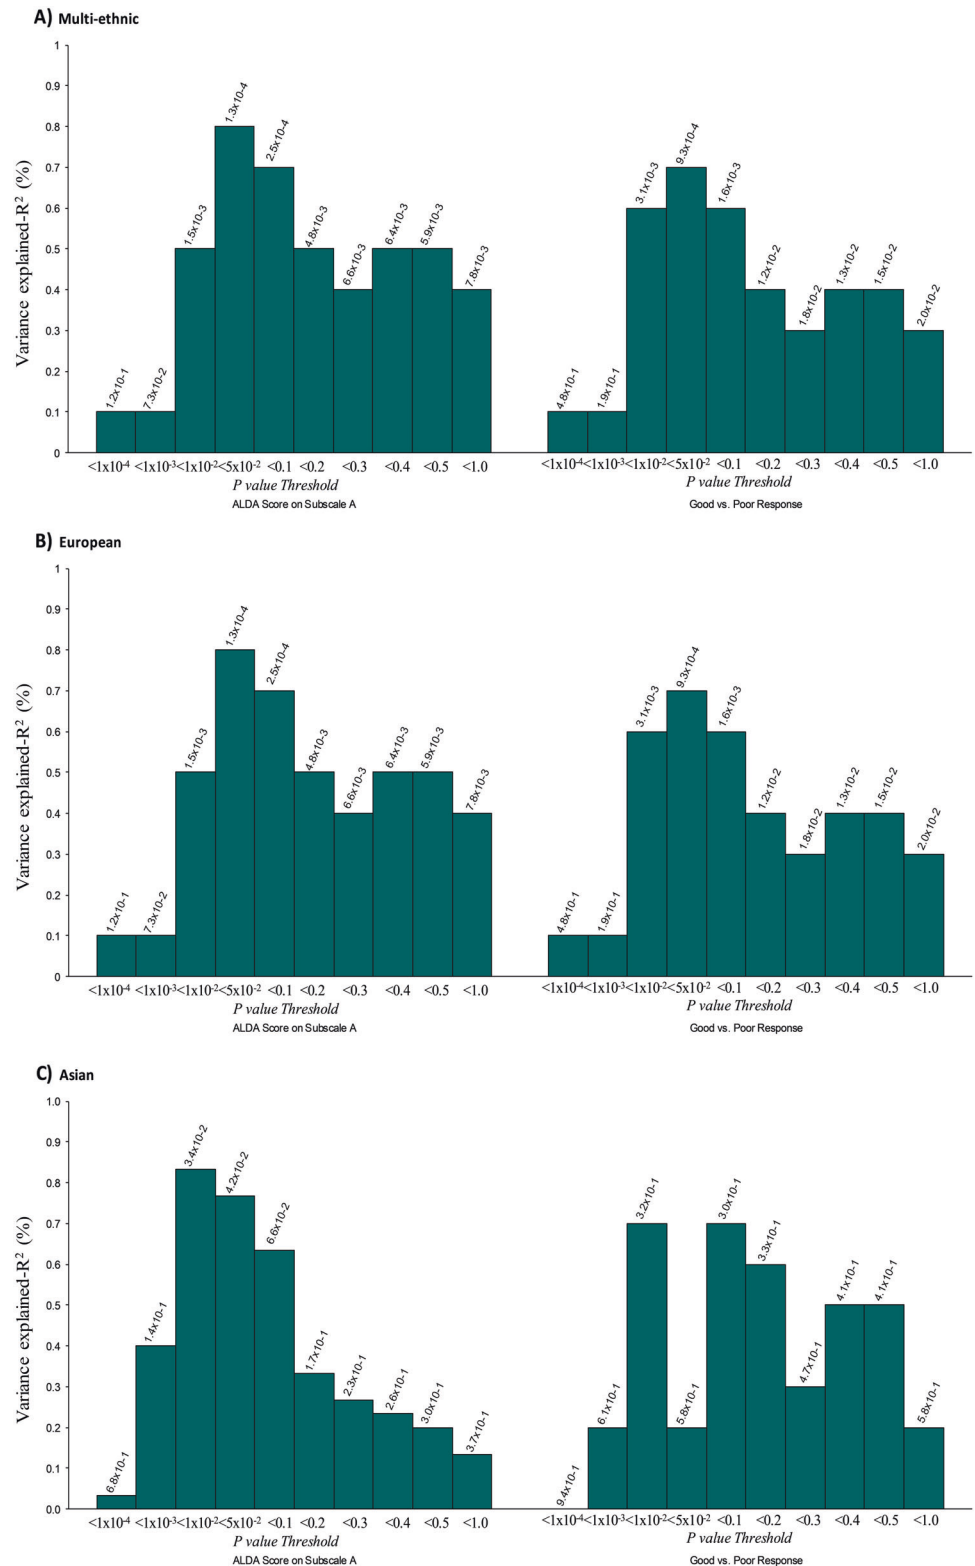 A) Multi-ethnic
Variance explained-R² (%)
1
0.9
0.8
0.7
0.6
0.5
0.4
0.3
0.2
0.1
0
1.2x10-1 7.3x10-2 1.5x10-3 1.3x10-4 2.5x10-4 4.8x10-3 6.6x10-3 6.4x10-3 5.9x10-3 7.8x10-3
4.8x10-1 1.9x10-1 3.1x10-3 9.3x10-4 1.6x10-3 1.2x10-2 1.8x10-2 1.3x10-2 1.5x10-2 2.0x10-2
<1x10⁻⁴ <1x10⁻³ <1x10⁻² <5x10⁻² <0.1 <0.2 <0.3 <0.4 <0.5 <1.0
P value Threshold
ALDA Score on Subscale A
<1x10⁻⁴ <1x10⁻³ <1x10⁻² <5x10⁻² <0.1 <0.2 <0.3 <0.4 <0.5 <1.0
P value Threshold
Good vs. Poor Response
B) European
Variance explained-R² (%)
1
0.9
0.8
0.7
0.6
0.5
0.4
0.3
0.2
0.1
0
1.2x10-1 7.3x10-2 1.5x10-3 1.3x10-4 2.5x10-4 4.8x10-3 6.6x10-3 6.4x10-3 5.9x10-3 7.8x10-3
4.8x10-1 1.9x10-1 3.1x10-3 9.3x10-4 1.6x10-3 1.2x10-2 1.8x10-2 1.3x10-2 1.5x10-2 2.0x10-2
<1x10⁻⁴ <1x10⁻³ <1x10⁻² <5x10⁻² <0.1 <0.2 <0.3 <0.4 <0.5 <1.0
P value Threshold
ALDA Score on Subscale A
<1x10⁻⁴ <1x10⁻³ <1x10⁻² <5x10⁻² <0.1 <0.2 <0.3 <0.4 <0.5 <1.0
P value Threshold
Good vs. Poor Response
C) Asian
Variance explained-R² (%)
1.0
0.9
0.8
0.7
0.6
0.5
0.4
0.3
0.2
0.1
0.0
6.8x10-1 1.4x10-1 3.4x10-2 4.2x10-2 6.6x10-2 1.7x10-1 2.3x10-1 2.6x10-1 3.0x10-1 3.7x10-1
9.4x10-1 6.1x10-1 3.2x10-1 5.8x10-1 3.0x10-1 3.3x10-1 4.7x10-1 4.1x10-1 4.1x10-1 5.8x10-1
<1x10⁻⁴ <1x10⁻³ <1x10⁻² <5x10⁻² <0.1 <0.2 <0.3 <0.4 <0.5 <1.0
P value Threshold
ALDA Score on Subscale A
<1x10⁻⁴ <1x10⁻³ <1x10⁻² <5x10⁻² <0.1 <0.2 <0.3 <0.4 <0.5 <1.0
P value Threshold
Good vs. Poor Response